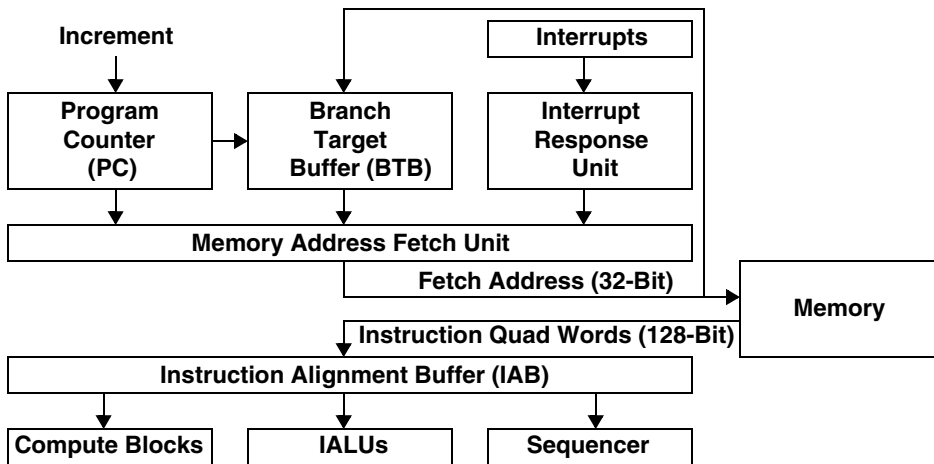 Increment
Interrupts
Program
Counter
(PC)
Branch
Target
Buffer (BTB)
Interrupt
Response
Unit
Memory Address Fetch Unit
Fetch Address (32-Bit)
Memory
Instruction Quad Words (128-Bit)
Instruction Alignment Buffer (IAB)
Compute Blocks
IALUs
Sequencer